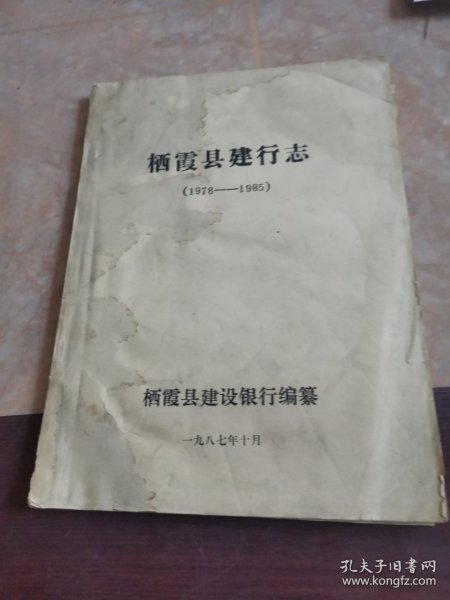 栖霞县建行志
(1978——1985)
栖霞县建设银行编纂
一九八七年十月
孔夫子旧书网
www.kongfz.com